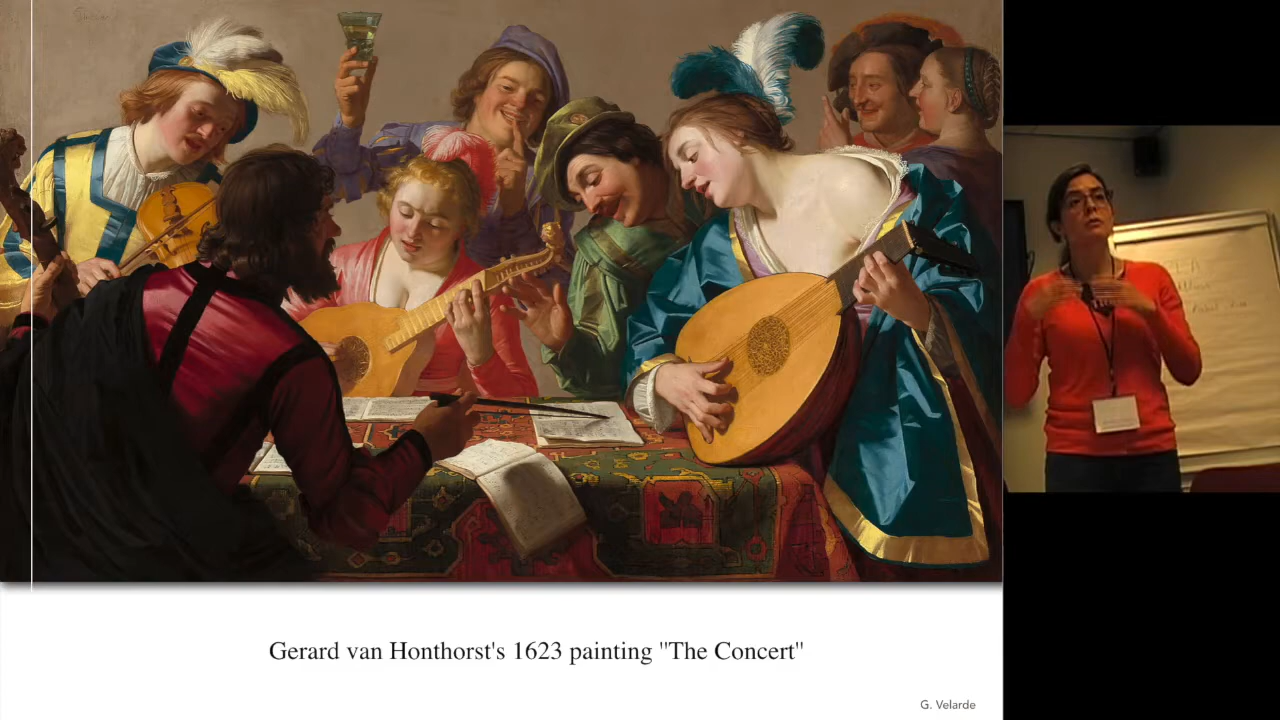 Gerard van Honthorst's 1623 painting "The Concert"
G. Velarde